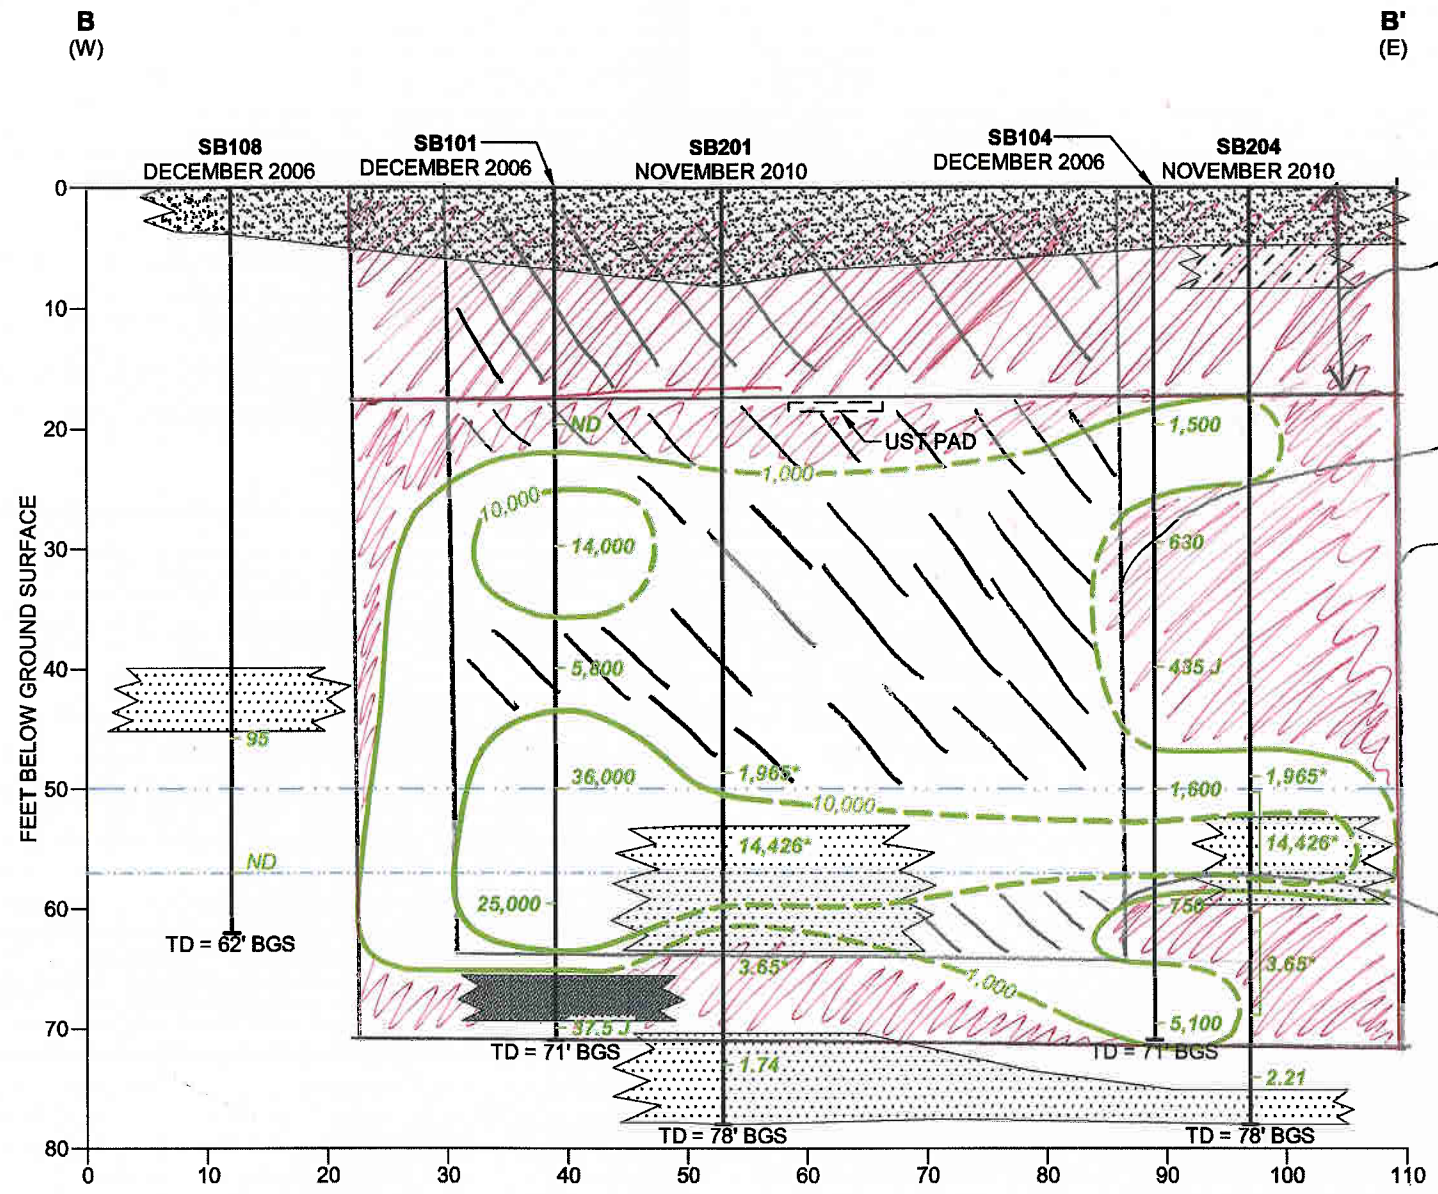 B
(W)
B'
(E)
SB108
DECEMBER 2006
SB101
DECEMBER 2006
SB201
NOVEMBER 2010
SB104
DECEMBER 2006
SB204
NOVEMBER 2010
FEET BELOW GROUND SURFACE
0
10
20
30
40
50
60
70
80
ND
1,500
UST PAD
1,000
10,000
14,000
630
5,800
435 J
95
36,000
1,965*
1,600
1,965*
10,000
14,426*
14,426*
ND
25,000
750
TD = 62' BGS
3.65*
1,000
3.65*
37.5 J
5,100
TD = 71' BGS
TD = 71' BGS
1.74
2.21
TD = 78' BGS
TD = 78' BGS
0 10 20 30 40 50 60 70 80 90 100 110